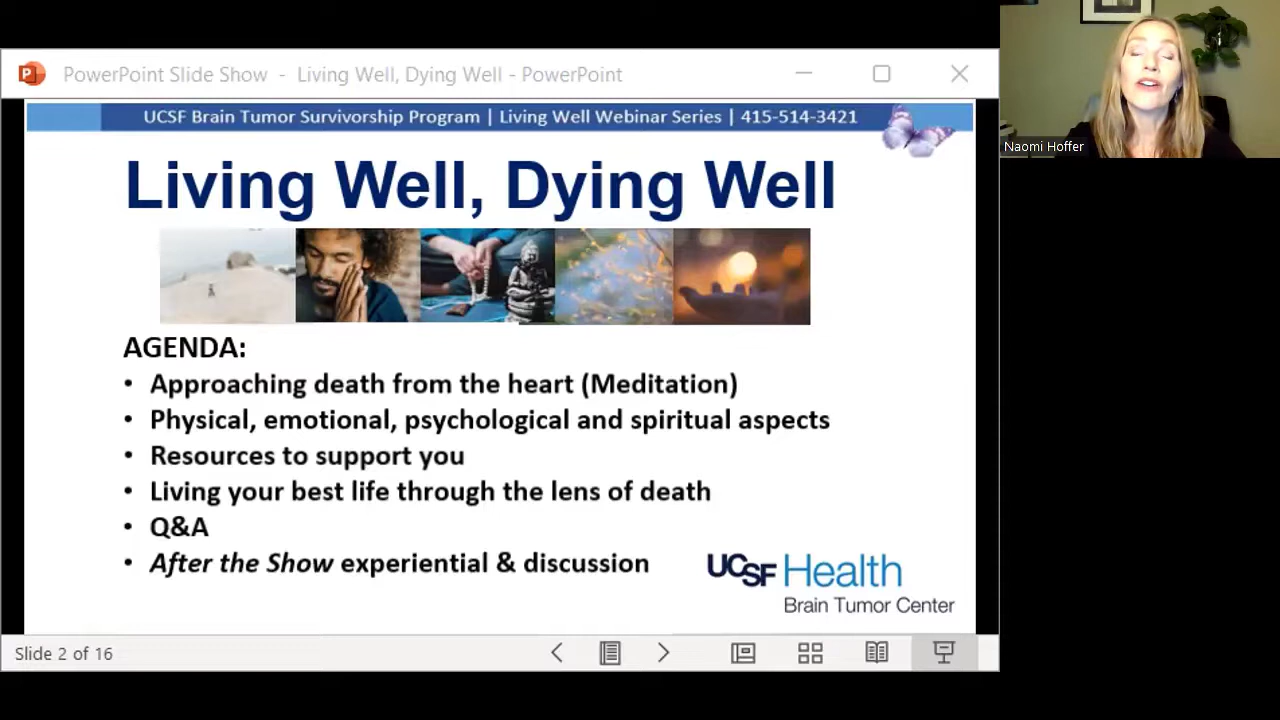 PowerPoint Slide Show - Living Well, Dying Well - PowerPoint
UCSF Brain Tumor Survivorship Program | Living Well Webinar Series | 415-514-3421
Living Well, Dying Well
AGENDA:
• Approaching death from the heart (Meditation)
• Physical, emotional, psychological and spiritual aspects
• Resources to support you
• Living your best life through the lens of death
• Q&A
• After the Show experiential & discussion
UCSF Health
Brain Tumor Center
Slide 2 of 16
Naomi Hoffer